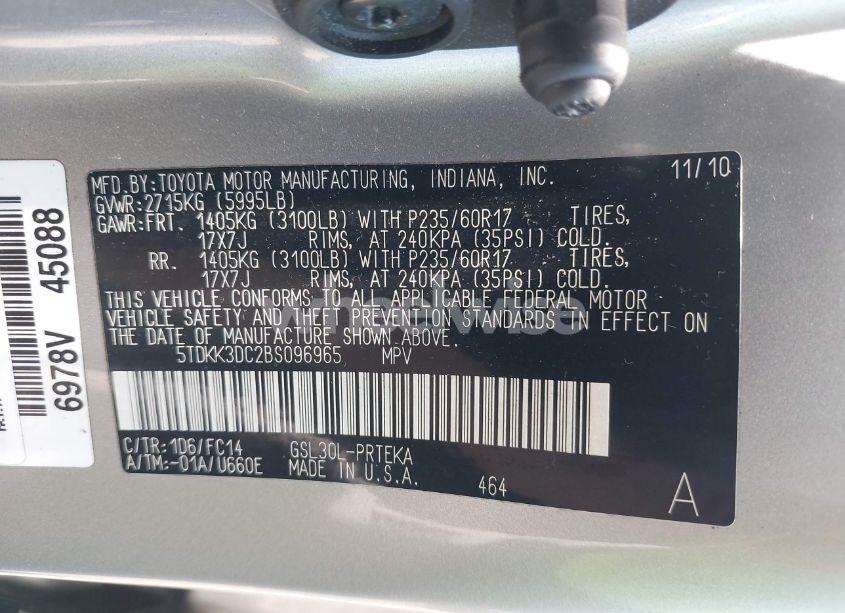 MFD.BY:TOYOTA MOTOR MANUFACTURING, INDIANA, INC. 11/10
GVWR:2715KG (5995LB)
GAWR:FRT. 1405KG (3100LB) WITH P235/60R17 TIRES,
17X7J RIMS, AT 240KPA (35PSI) COLD.
RR. 1405KG (3100LB) WITH P235/60R17 TIRES,
17X7J RIMS, AT 240KPA (35PSI) COLD.
THIS VEHICLE CONFORMS TO ALL APPLICABLE FEDERAL MOTOR
VEHICLE SAFETY AND THEFT PREVENTION STANDARDS IN EFFECT ON
THE DATE OF MANUFACTURE SHOWN ABOVE.
5TDKK3DC2BS096965 MPV
C/TR:1D6/FC14 GSL30L-PRTEKA
A/TM:-01A/U660E MADE IN U.S.A.
464
A
6978V 45088